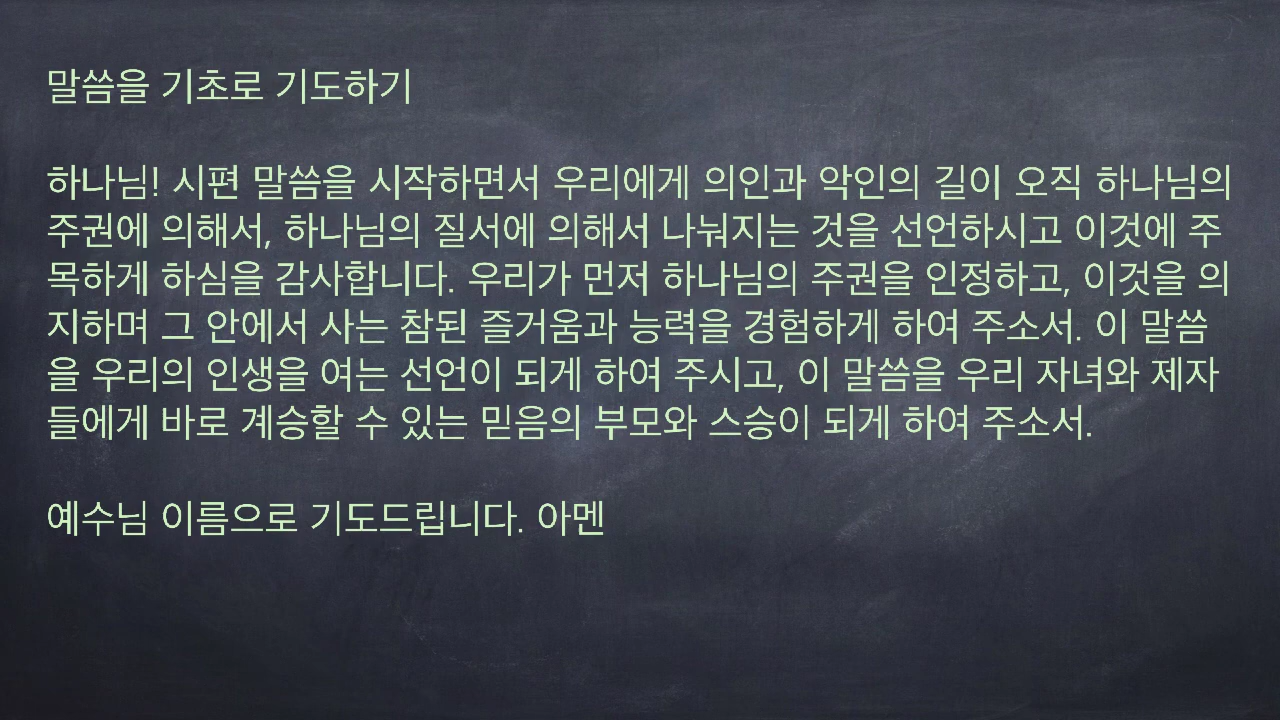 말씀을 기초로 기도하기
하나님! 시편 말씀을 시작하면서 우리에게 의인과 악인의 길이 오직 하나님의
주권에 의해서, 하나님의 질서에 의해서 나눠지는 것을 선언하시고 이것에 주
목하게 하심을 감사합니다. 우리가 먼저 하나님의 주권을 인정하고, 이것을 의
지하며 그 안에서 사는 참된 즐거움과 능력을 경험하게 하여 주소서. 이 말씀
을 우리의 인생을 여는 선언이 되게 하여 주시고, 이 말씀을 우리 자녀와 제자
들에게 바로 계승할 수 있는 믿음의 부모와 스승이 되게 하여 주소서.
예수님 이름으로 기도드립니다. 아멘